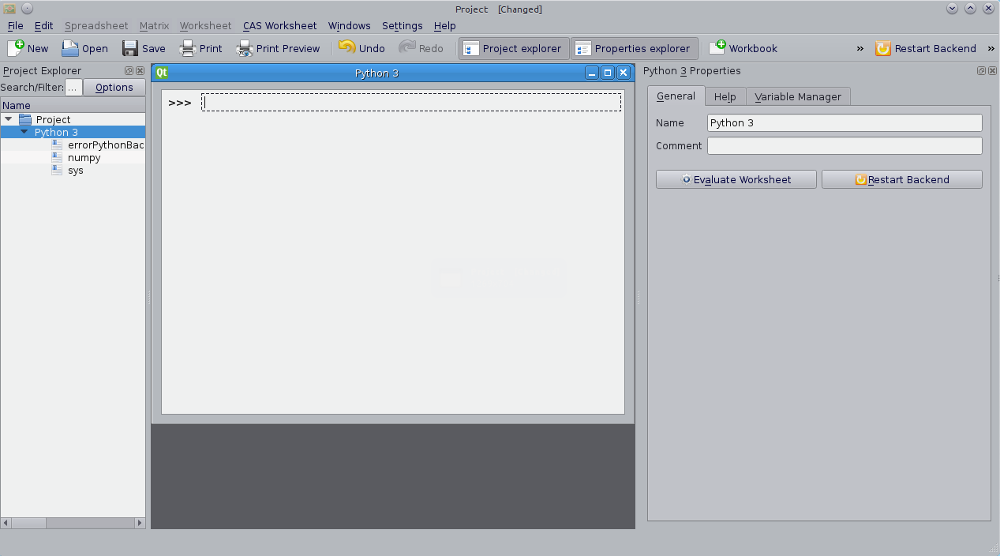 Project [Changed]
File Edit Spreadsheet Matrix Worksheet CAS Worksheet Windows Settings Help
New Open Save Print Print Preview Undo Redo Project explorer Properties explorer Workbook » Restart Backend »
Project Explorer
Search/Filter: ... Options
Name
Project
Python 3
errorPythonBac
numpy
sys
Qt Python 3
>>>
Python 3 Properties
General Help Variable Manager
Name Python 3
Comment
Evaluate Worksheet Restart Backend